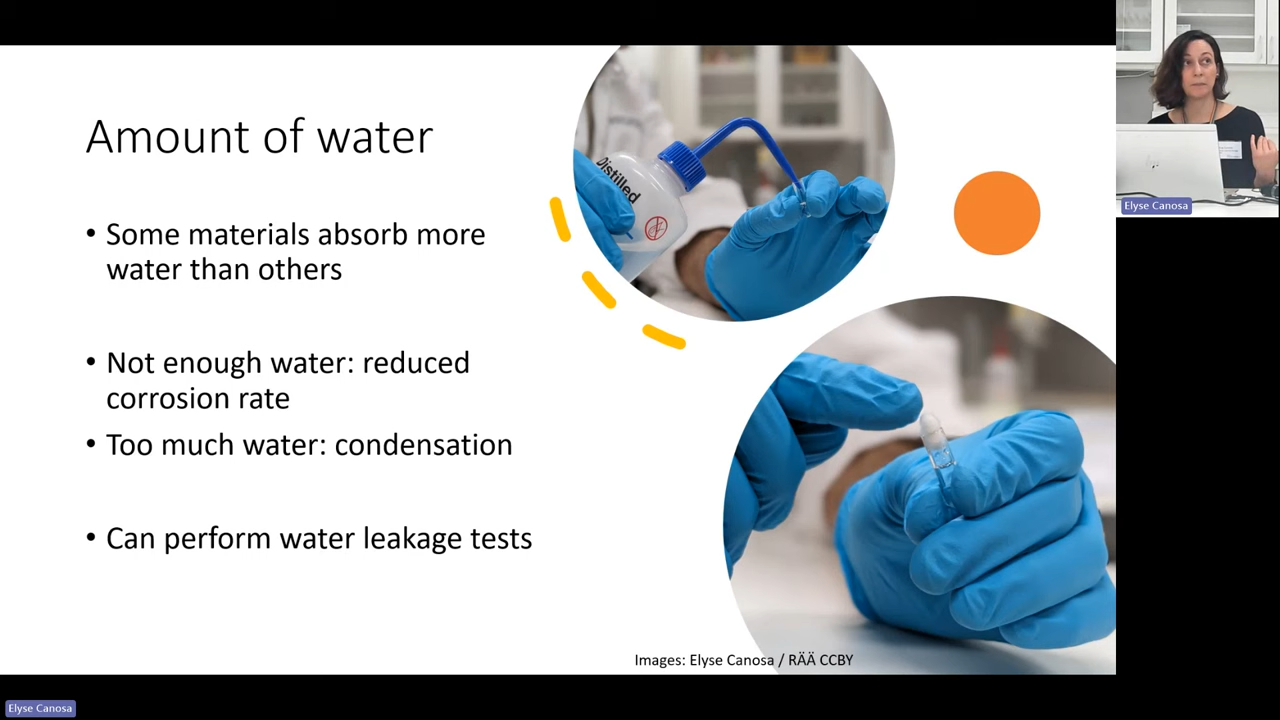 Amount of water
• Some materials absorb more
water than others
• Not enough water: reduced
corrosion rate
• Too much water: condensation
• Can perform water leakage tests
Distilled
Images: Elyse Canosa / RÄÄ CCBY
Elyse Canosa
Elyse Canosa